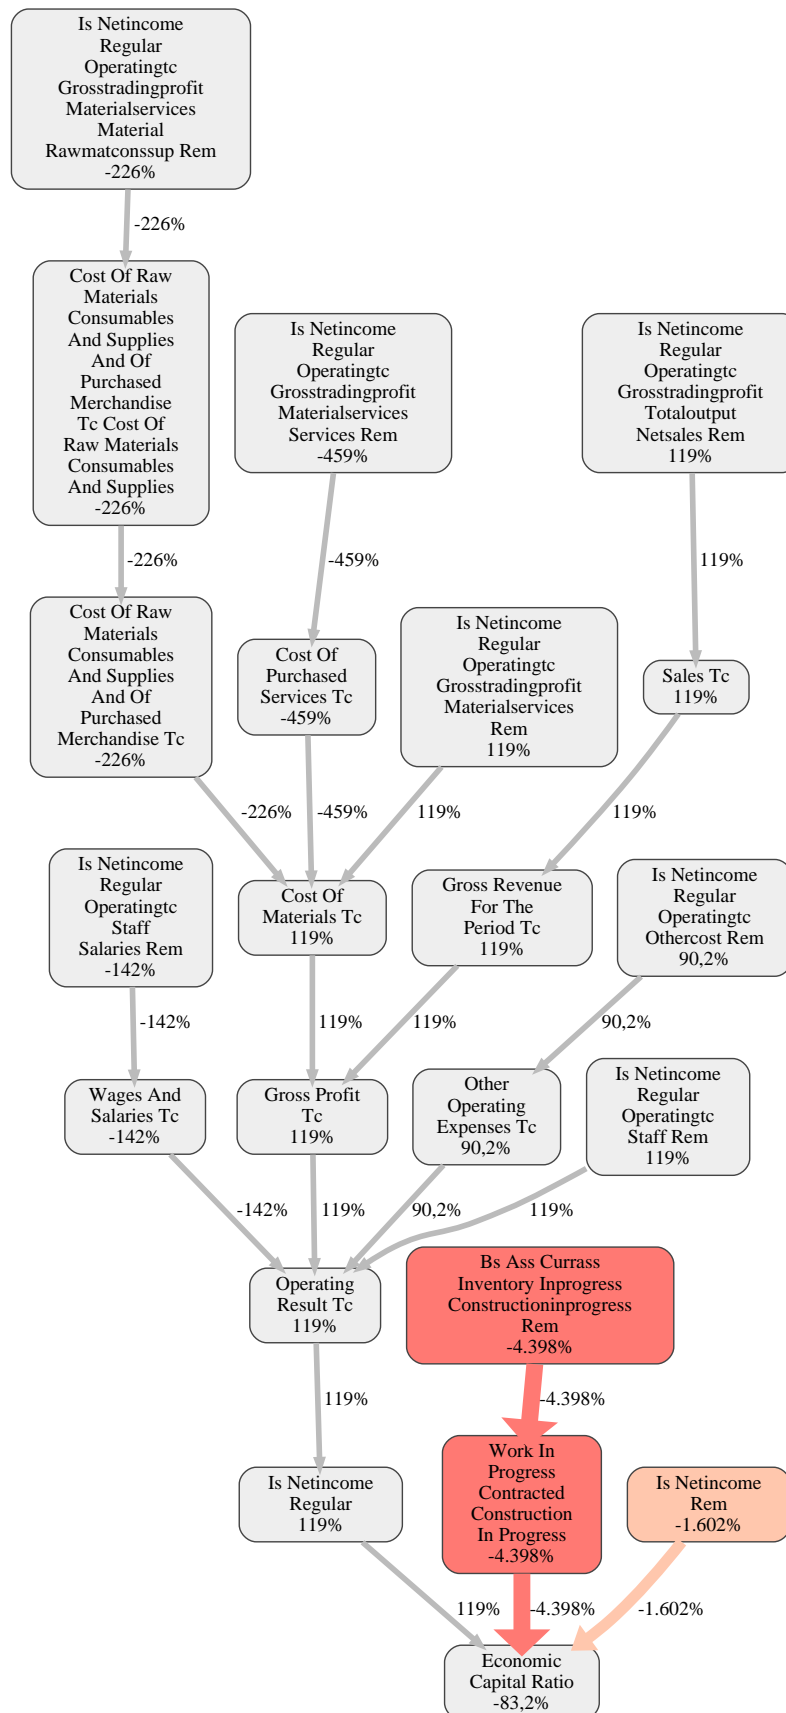 Is Netincome
Regular
Operatingtc
Grosstradingprofit
Materialservices
Material
Rawmatconssup Rem
-226%
-226%
Cost Of Raw
Materials
Consumables
And Supplies
And Of
Purchased
Merchandise
Tc Cost Of
Raw Materials
Consumables
And Supplies
-226%
Is Netincome
Regular
Operatingtc
Grosstradingprofit
Materialservices
Services Rem
-459%
Is Netincome
Regular
Operatingtc
Grosstradingprofit
Totaloutput
Netsales Rem
119%
-226%
-459%
119%
Cost Of Raw
Materials
Consumables
And Supplies
And Of
Purchased
Merchandise Tc
-226%
Cost Of
Purchased
Services Tc
-459%
Is Netincome
Regular
Operatingtc
Grosstradingprofit
Materialservices
Rem
119%
Sales Tc
119%
-226%
-459%
119%
119%
Is Netincome
Regular
Operatingtc
Staff
Salaries Rem
-142%
Cost Of
Materials Tc
119%
Gross Revenue
For The
Period Tc
119%
Is Netincome
Regular
Operatingtc
Othercost Rem
90,2%
-142%
119%
119%
90,2%
Wages And
Salaries Tc
-142%
Gross Profit
Tc
119%
Other
Operating
Expenses Tc
90,2%
Is Netincome
Regular
Operatingtc
Staff Rem
119%
-142%
119%
90,2%
119%
Operating
Result Tc
119%
Bs Ass Currass
Inventory Inprogress
Constructioninprogress
Rem
-4.398%
119%
-4.398%
Is Netincome
Regular
119%
Work In
Progress
Contracted
Construction
In Progress
-4.398%
Is Netincome
Rem
-1.602%
119%
-4.398%
-1.602%
Economic
Capital Ratio
-83,2%